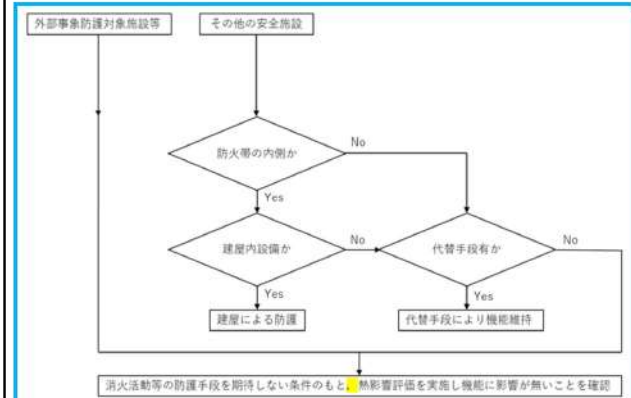 外部事象防護対象施設等
その他の安全施設
防火帯の内側か
No
Yes
建屋内設備か
No
代替手段有か
No
Yes
Yes
建屋による防護
代替手段により機能維持
消火活動等の防護手段を期待しない条件のもと，熱影響評価を実施し機能に影響が無いことを確認